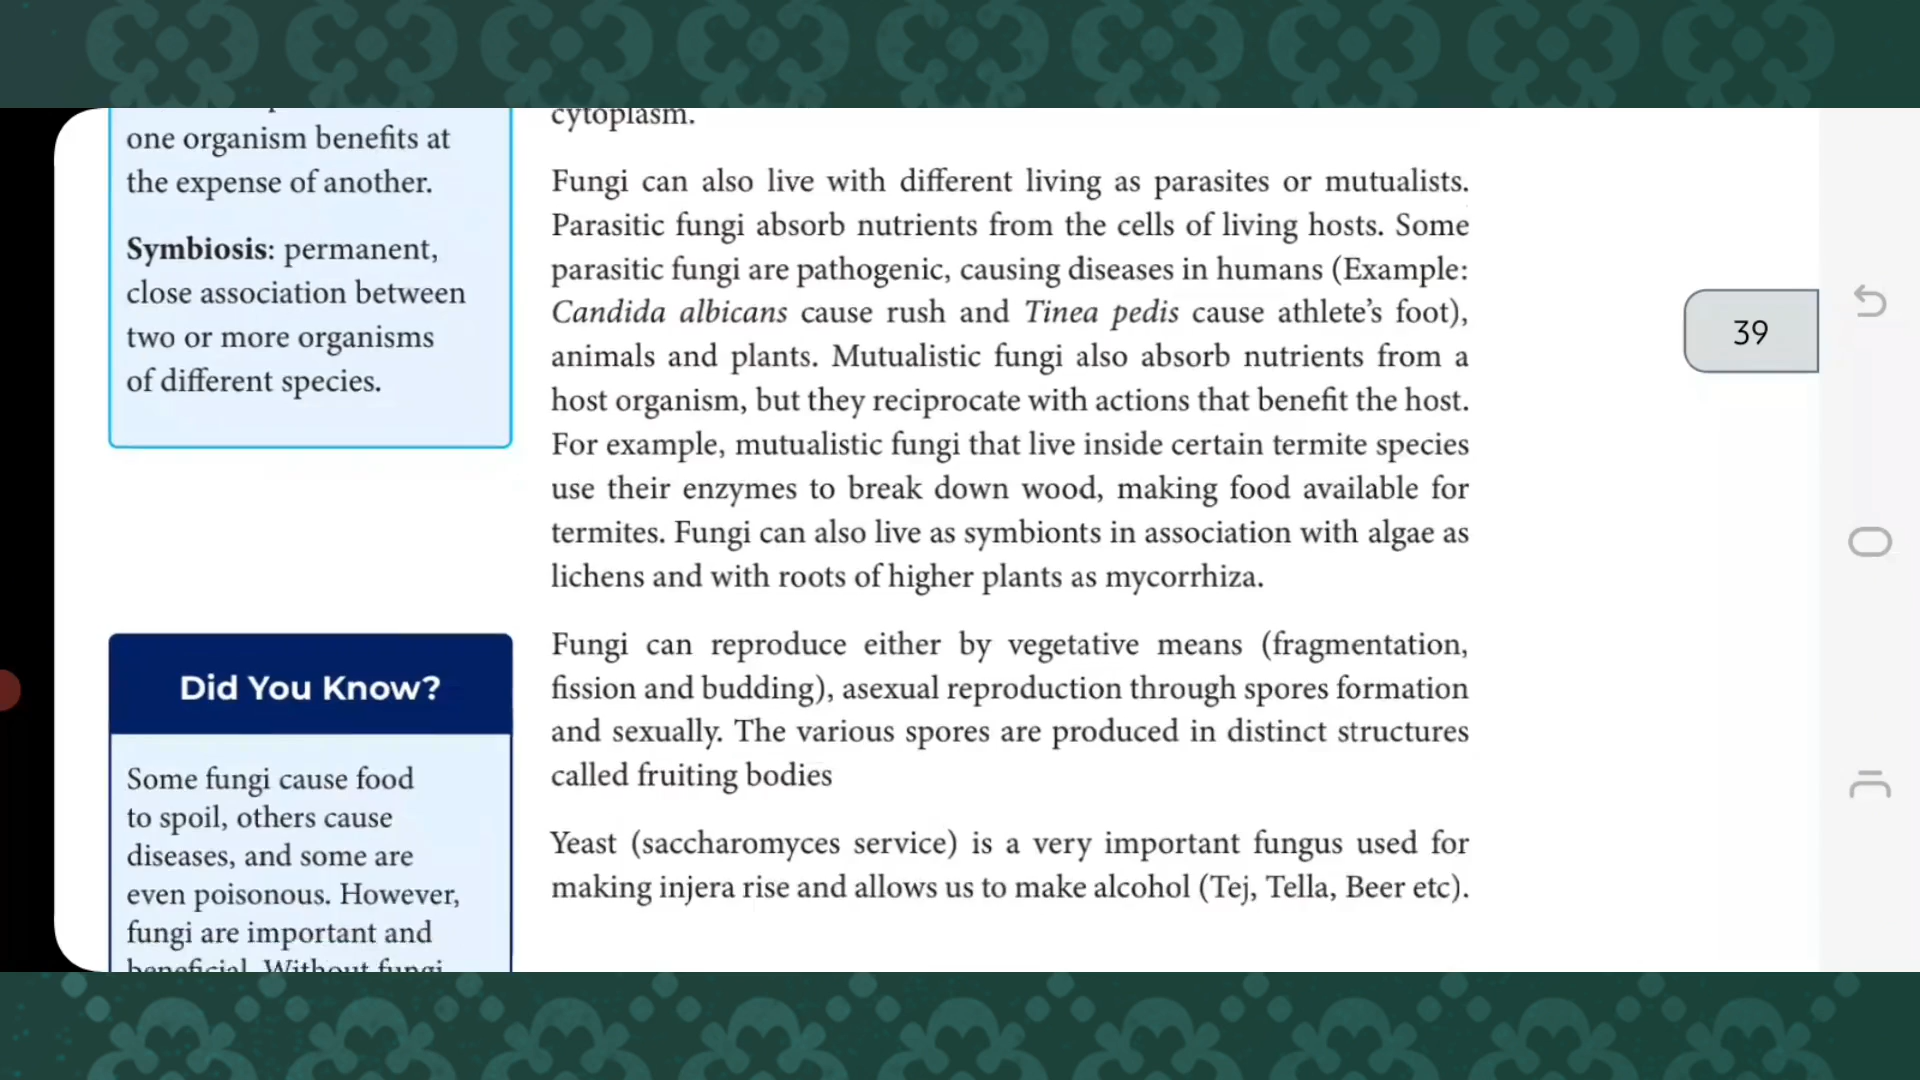 one organism benefits at
the expense of another.
Symbiosis: permanent,
close association between
two or more organisms
of different species.
Did You Know?
Some fungi cause food
to spoil, others cause
diseases, and some are
even poisonous. However,
fungi are important and
beneficial. Without fungi
cytoplasm.
Fungi can also live with different living as parasites or mutualists.
Parasitic fungi absorb nutrients from the cells of living hosts. Some
parasitic fungi are pathogenic, causing diseases in humans (Example:
Candida albicans cause rush and Tinea pedis cause athlete's foot),
animals and plants. Mutualistic fungi also absorb nutrients from a
host organism, but they reciprocate with actions that benefit the host.
For example, mutualistic fungi that live inside certain termite species
use their enzymes to break down wood, making food available for
termites. Fungi can also live as symbionts in association with algae as
lichens and with roots of higher plants as mycorrhiza.
Fungi can reproduce either by vegetative means (fragmentation,
fission and budding), asexual reproduction through spores formation
and sexually. The various spores are produced in distinct structures
called fruiting bodies
Yeast (saccharomyces service) is a very important fungus used for
making injera rise and allows us to make alcohol (Tej, Tella, Beer etc).
39